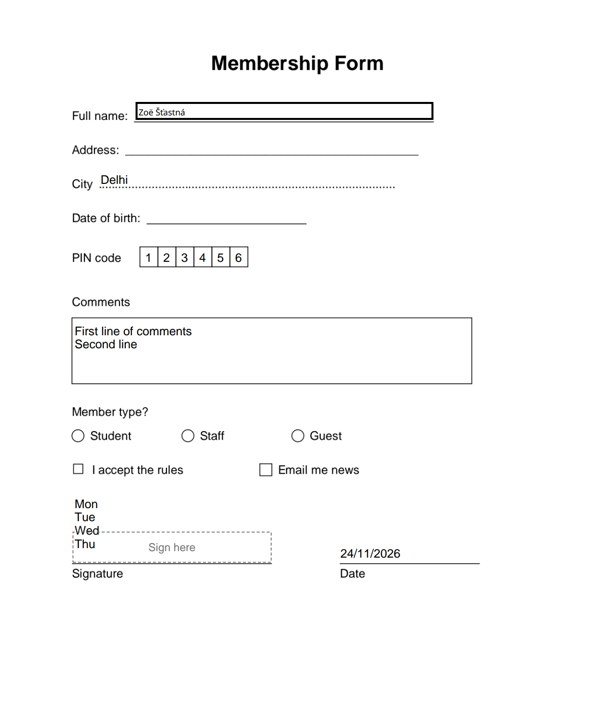 Membership Form
Full name: Zoë Šťastná
Address:
City Delhi
Date of birth:
PIN code 1 2 3 4 5 6
Comments
First line of comments
Second line
Member type?
Student Staff Guest
I accept the rules Email me news
Mon
Tue
Wed
Thu Sign here
24/11/2026
Signature Date